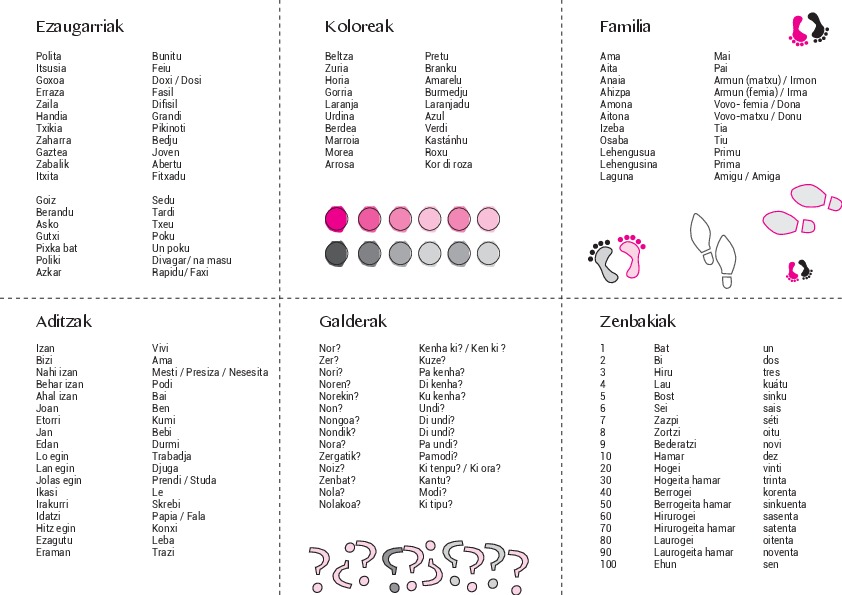 Ezaugarriak
Polita Bunitu
Itsusia Feiu
Goxoa Doxi / Dosi
Erraza Fasil
Zaila Difisil
Handia Grandi
Txikia Pikinoti
Zaharra Bedju
Gaztea Joven
Zabalik Abertu
Itxita Fitxadu
Goiz Sedu
Berandu Tardi
Asko Txeu
Gutxi Poku
Pixka bat Un poku
Poliki Divagar/ na masu
Azkar Rapidu/ Faxi
Koloreak
Beltza Pretu
Zuria Branku
Horia Amarelu
Gorria Burmedju
Laranja Laranjadu
Urdina Azul
Berdea Verdi
Marroia Kastánhu
Morea Roxu
Arrosa Kor di roza
Familia
Ama Mai
Aita Pai
Anaia Armun (matxu) / Irmon
Ahizpa Armun (femia) / Irma
Amona Vovo- femia / Dona
Aitona Vovo-matxu / Donu
Izeba Tia
Osaba Tiu
Lehengusua Primu
Lehengusina Prima
Laguna Amigu / Amiga
Aditzak
Izan Vivi
Bizi Ama
Nahi izan Mesti / Presiza / Nesesita
Behar izan Podi
Ahal izan Bai
Joan Ben
Etorri Kumi
Jan Bebi
Edan Durmi
Lo egin Trabadja
Lan egin Djuga
Jolas egin Prendi / Studa
Ikasi Le
Irakurri Skrebi
Idatzi Papia / Fala
Hitz egin Konxi
Ezagutu Leba
Eraman Trazi
Galderak
Nor? Kenha ki? / Ken ki ?
Zer? Kuze?
Nori? Pa kenha?
Noren? Di kenha?
Norekin? Ku kenha?
Non? Undi?
Nongoa? Di undi?
Nondik? Di undi?
Nora? Pa undi?
Zergatik? Pamodi?
Noiz? Ki tenpu? / Ki ora?
Zenbat? Kantu?
Nola? Modi?
Nolakoa? Ki tipu?
Zenbakiak
1 Bat un
2 Bi dos
3 Hiru tres
4 Lau kuátu
5 Bost sinku
6 Sei sais
7 Zazpi séti
8 Zortzi oitu
9 Bederatzi novi
10 Hamar dez
20 Hogei vinti
30 Hogeita hamar trinta
40 Berrogei korenta
50 Berrogeita hamar sinkuenta
60 Hirurogei sasenta
70 Hirurogeita hamar satenta
80 Laurogei oitenta
90 Laurogeita hamar noventa
100 Ehun sen